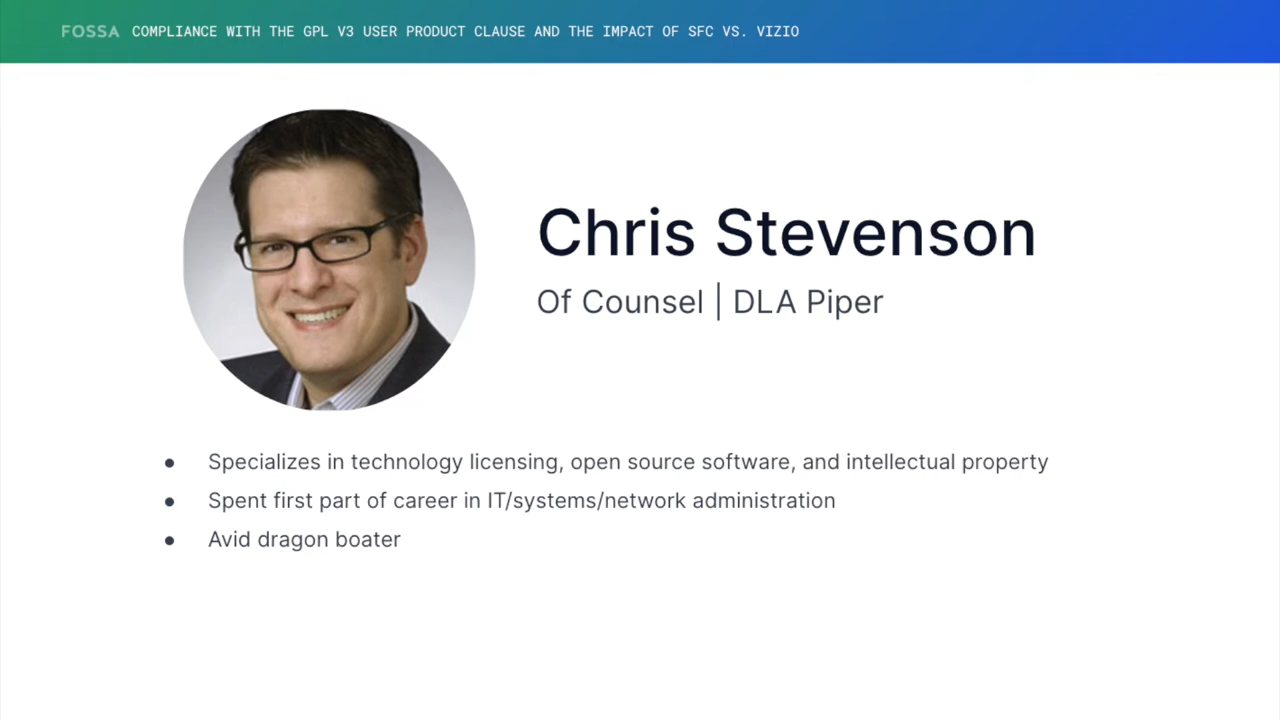 FOSSA COMPLIANCE WITH THE GPL V3 USER PRODUCT CLAUSE AND THE IMPACT OF SFC VS. VIZIO
Chris Stevenson
Of Counsel | DLA Piper
● Specializes in technology licensing, open source software, and intellectual property
● Spent first part of career in IT/systems/network administration
● Avid dragon boater